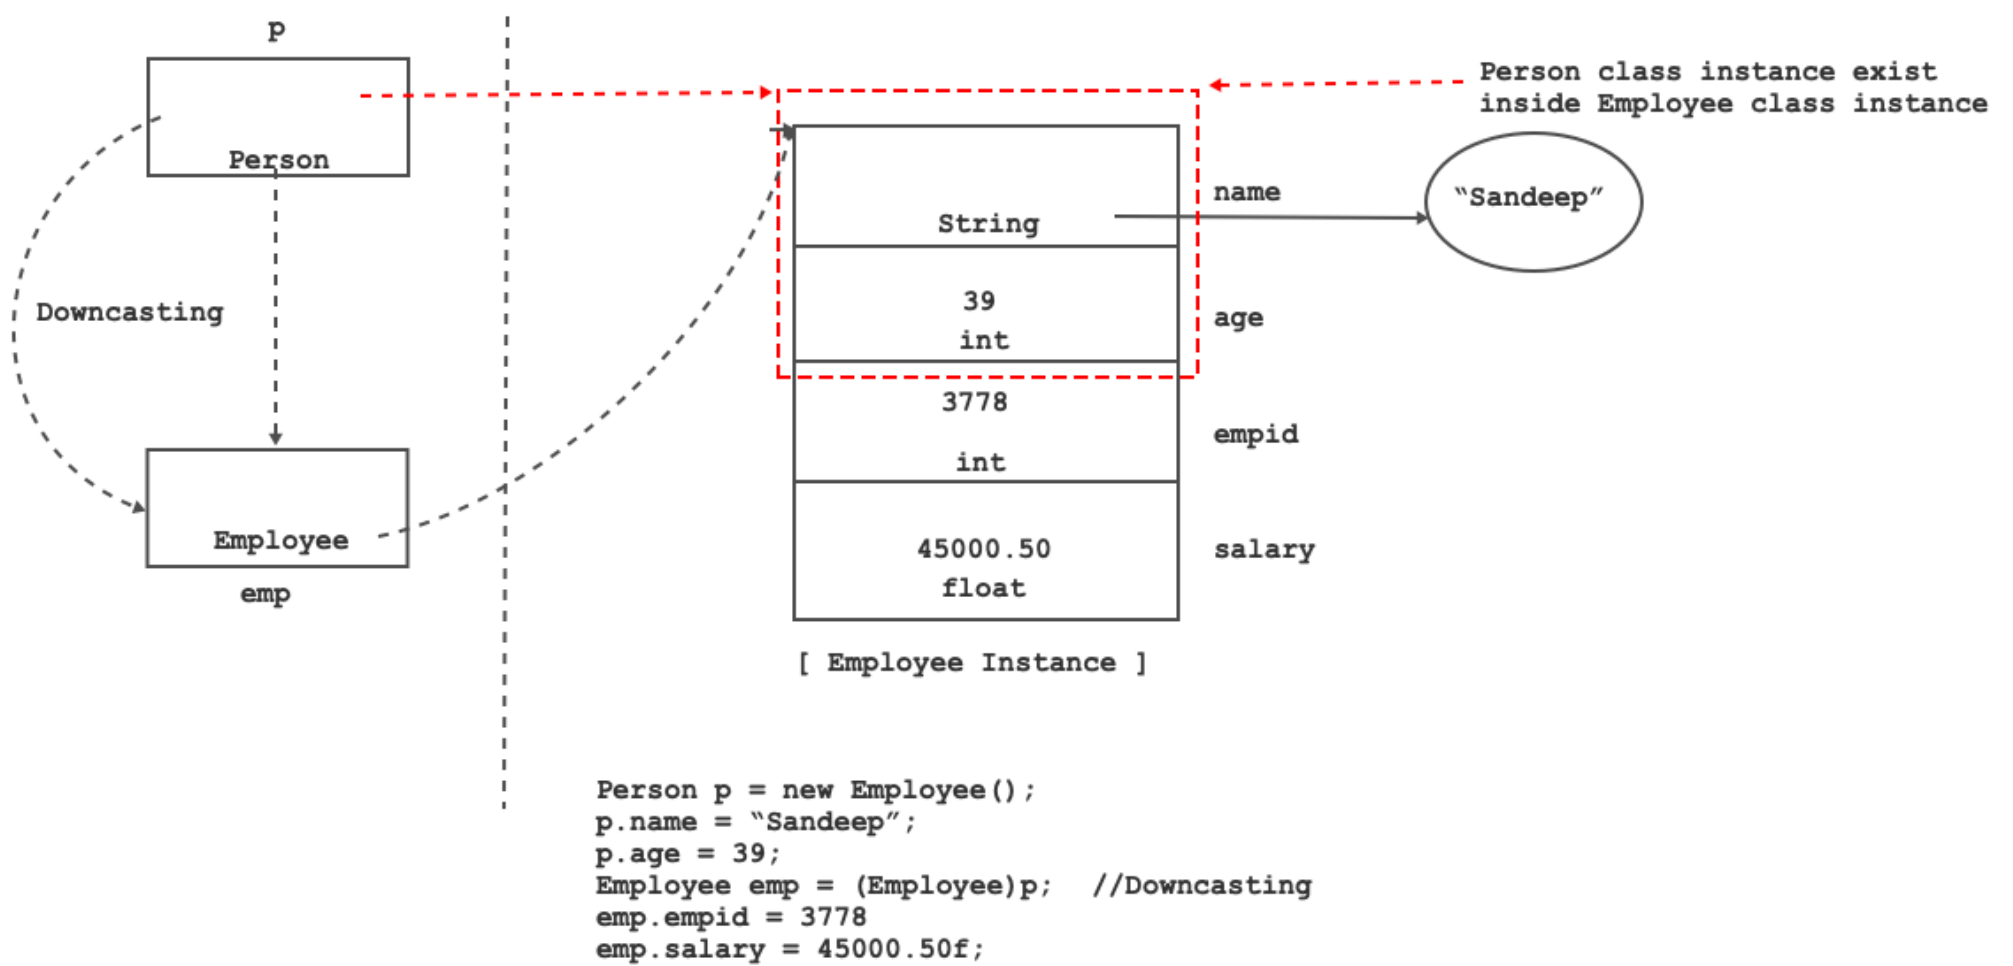 p
Person
Downcasting
Employee
emp
Person class instance exist
inside Employee class instance
name
“Sandeep”
String
39
int
age
3778
int
empid
45000.50
float
salary
[ Employee Instance ]
Person p = new Employee();
p.name = “Sandeep”;
p.age = 39;
Employee emp = (Employee)p; //Downcasting
emp.empid = 3778
emp.salary = 45000.50f;